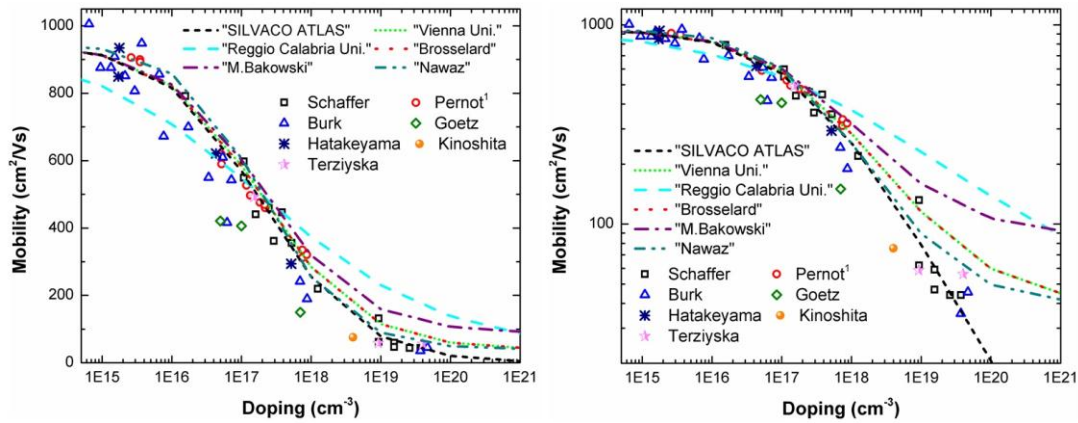 "SILVACO ATLAS" "Vienna Uni."
"Reggio Calabria Uni." "Brosselard"
"M.Bakowski" "Nawaz"
Schaffer Pernot¹
Burk Goetz
Hatakeyama Kinoshita
Terziyska
Mobility (cm²/Vs)
1000
800
600
400
200
0
1E15 1E16 1E17 1E18 1E19 1E20 1E21
Doping (cm⁻³)
Mobility (cm²/Vs)
1000
100
"SILVACO ATLAS"
"Vienna Uni."
"Reggio Calabria Uni."
"Brosselard"
"M.Bakowski"
"Nawaz"
Schaffer Pernot¹
Burk Goetz
Hatakeyama Kinoshita
Terziyska
1E15 1E16 1E17 1E18 1E19 1E20 1E21
Doping (cm⁻³)